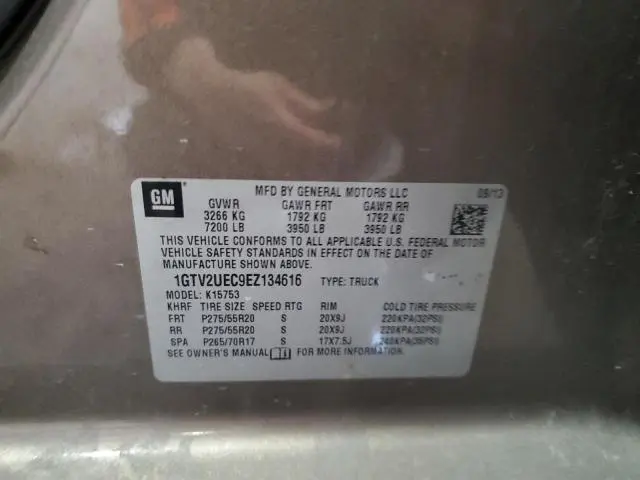 GM
MFD BY GENERAL MOTORS LLC 09/13
GVWR GAWR FRT GAWR RR
3266 KG 1792 KG 1792 KG
7200 LB 3950 LB 3950 LB
THIS VEHICLE CONFORMS TO ALL APPLICABLE U.S. FEDERAL MOTOR
VEHICLE SAFETY STANDARDS IN EFFECT ON THE DATE OF
MANUFACTURE SHOWN ABOVE.
1GTV2UEC9EZ134616 TYPE: TRUCK
MODEL: K15753
KHRF TIRE SIZE SPEED RTG RIM COLD TIRE PRESSURE
FRT P275/55R20 S 20X9J 220KPA(32PSI)
RR P275/55R20 S 20X9J 220KPA(32PSI)
SPA P265/70R17 S 17X7.5J 240KPA(35PSI)
SEE OWNER'S MANUAL FOR MORE INFORMATION.